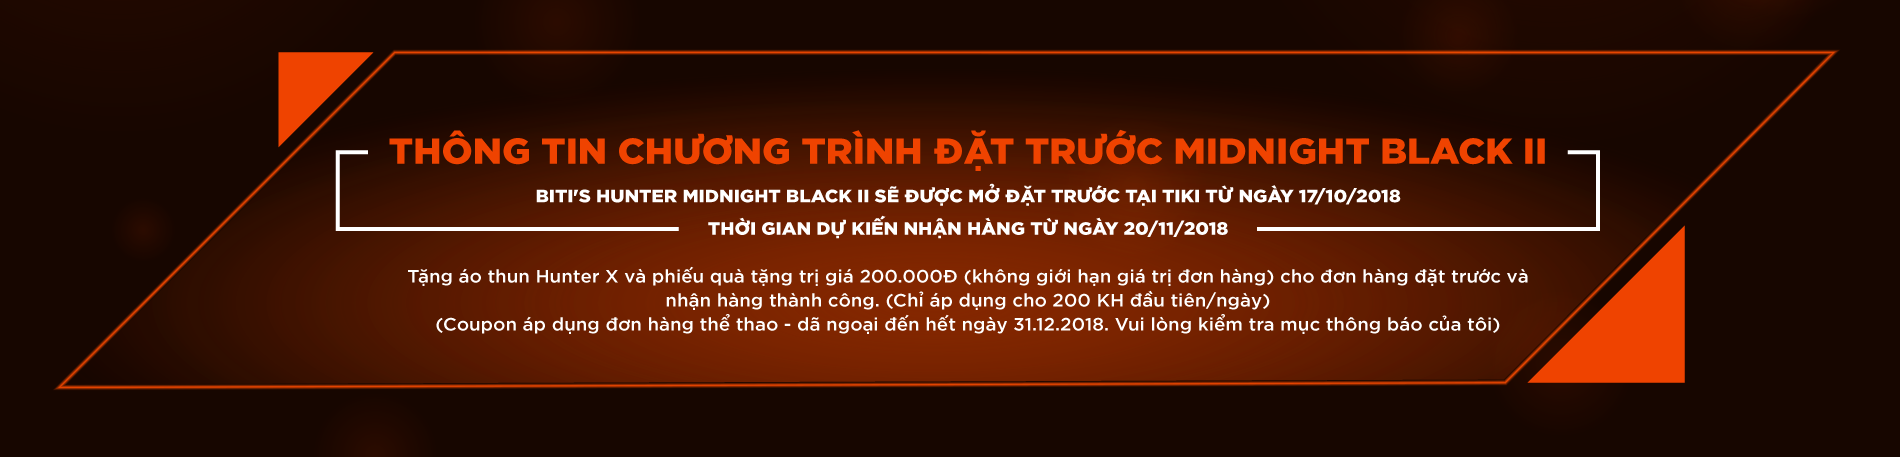 THÔNG TIN CHƯƠNG TRÌNH ĐẶT TRƯỚC MIDNIGHT BLACK II
BITI'S HUNTER MIDNIGHT BLACK II SẼ ĐƯỢC MỞ ĐẶT TRƯỚC TẠI TIKI TỪ NGÀY 17/10/2018
THỜI GIAN DỰ KIẾN NHẬN HÀNG TỪ NGÀY 20/11/2018
Tặng áo thun Hunter X và phiếu quà tặng trị giá 200.000Đ (không giới hạn giá trị đơn hàng) cho đơn hàng đặt trước và
nhận hàng thành công. (Chỉ áp dụng cho 200 KH đầu tiên/ngày)
(Coupon áp dụng đơn hàng thể thao - dã ngoại đến hết ngày 31.12.2018. Vui lòng kiểm tra mục thông báo của tôi)